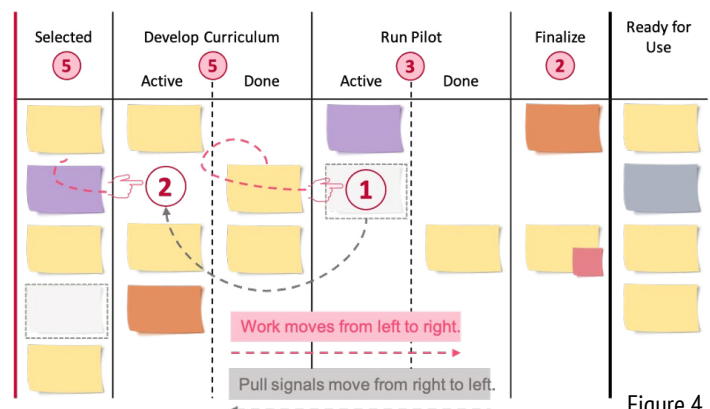 Selected
Develop Curriculum
Run Pilot
Finalize
Ready for
Use
5
5
3
2
Active
Done
Active
Done
2
1
Work moves from left to right.
Pull signals move from right to left.
Figure 4